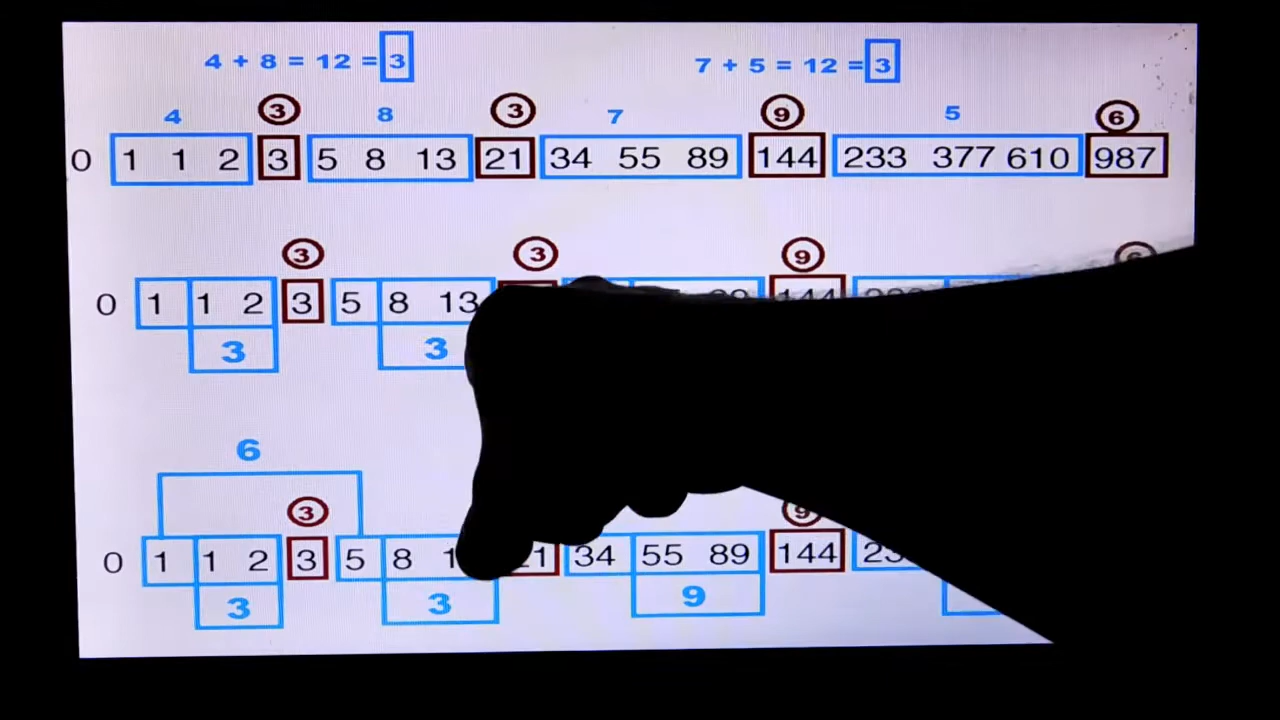 4 + 8 = 12 = 3 7 + 5 = 12 = 3
4 3 8 3 7 9 5 6
0 1 1 2 3 5 8 13 21 34 55 89 144 233 377 610 987
3 3 9
0 1 1 2 3 5 8 13 144
3 3
6
3
0 1 1 2 3 5 8 34 55 89 144
3 3 9